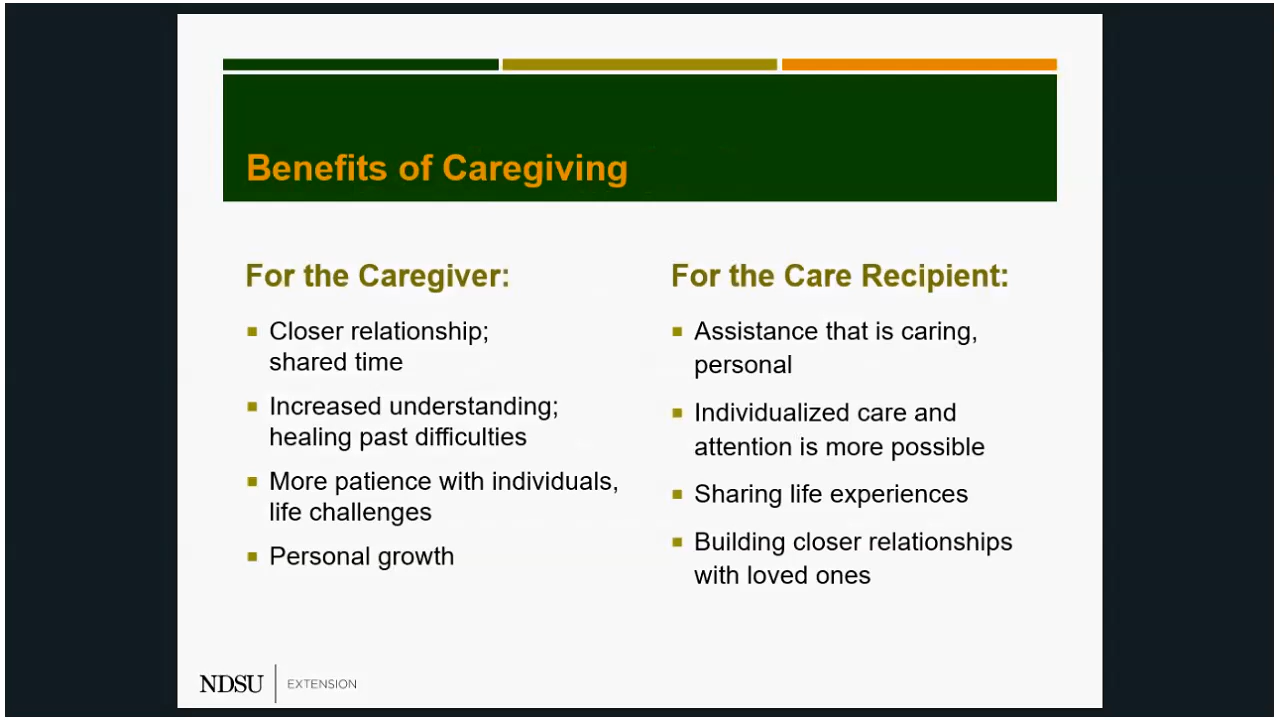 Benefits of Caregiving
For the Caregiver:
Closer relationship;
shared time
Increased understanding;
healing past difficulties
More patience with individuals,
life challenges
Personal growth
For the Care Recipient:
Assistance that is caring,
personal
Individualized care and
attention is more possible
Sharing life experiences
Building closer relationships
with loved ones
NDSU EXTENSION